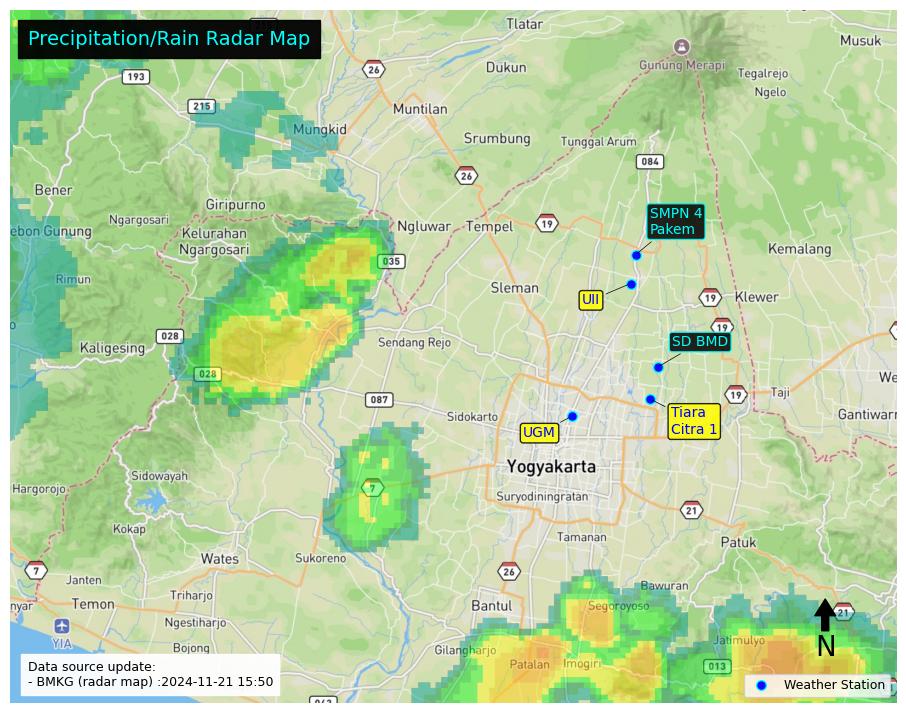 Precipitation/Rain Radar Map
Tlatar
Musuk
26
Dukun
Gunung Merapi
193
Tegalrejo
Ngelo
215
Muntilan
Mungkid
Srumbung
Tunggal Arum
084
26
Bener
Giripurno
SMPN 4
Pakem
Ngargosari
Ngluwar
Tempel
19
ebon Gunung
Kelurahan
Ngargosari
Kemalang
035
Rimun
Sleman
UII
19
Klewer
19
028
Kaligesing
Sendang Rejo
SD BMD
We
028
087
19
Taji
Sidokarto
Tiara
Citra 1
Gantiwarn
UGM
Yogyakarta
Sidowayah
Hargorojo
7
Suryodiningratan
21
Kokap
Tamanan
Patuk
Wates
Sukoreno
7
26
Janten
Bawuran
nyar
Temon
Triharjo
Bantul
Segoroyoso
21
Ngestiharjo
YIA
Jatimulyo
N
Bojong
Gilangharjo
Patalan
Imogiri
013
Data source update:
- BMKG (radar map) :2024-11-21 15:50
Weather Station